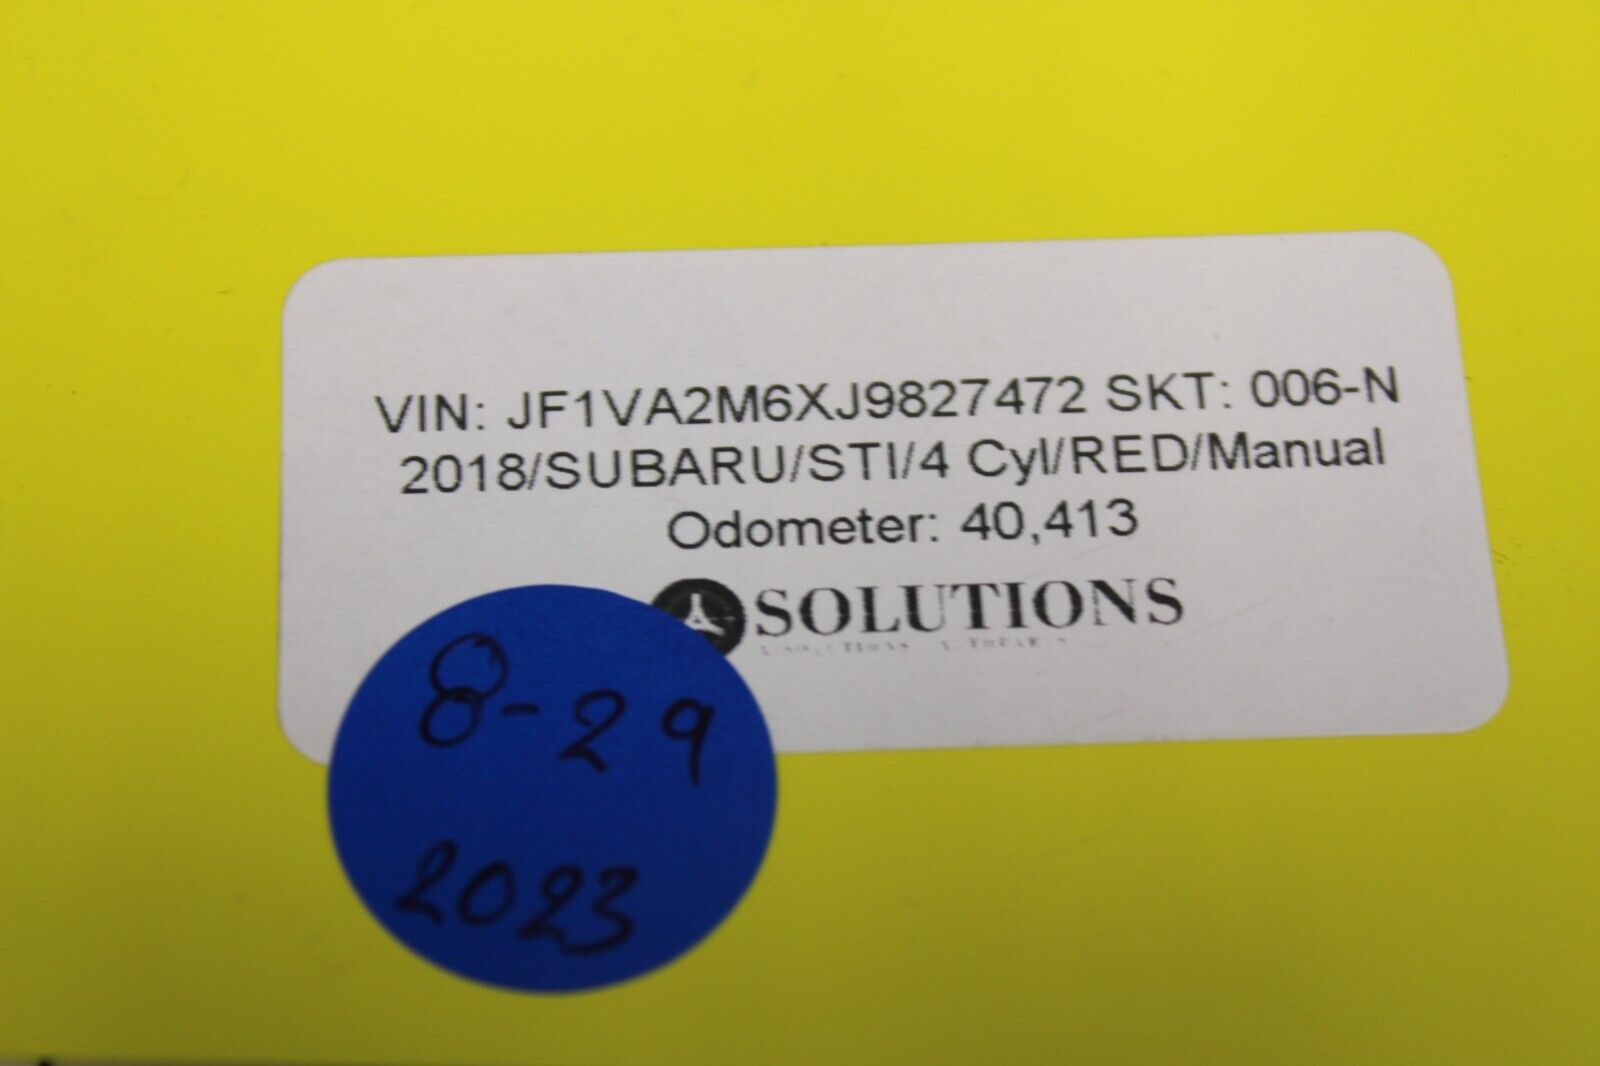 VIN: JF1VA2M6XJ9827472 SKT: 006-N
2018/SUBARU/STI/4 Cyl/RED/Manual
Odometer: 40,413
SOLUTIONS
8-29
2023